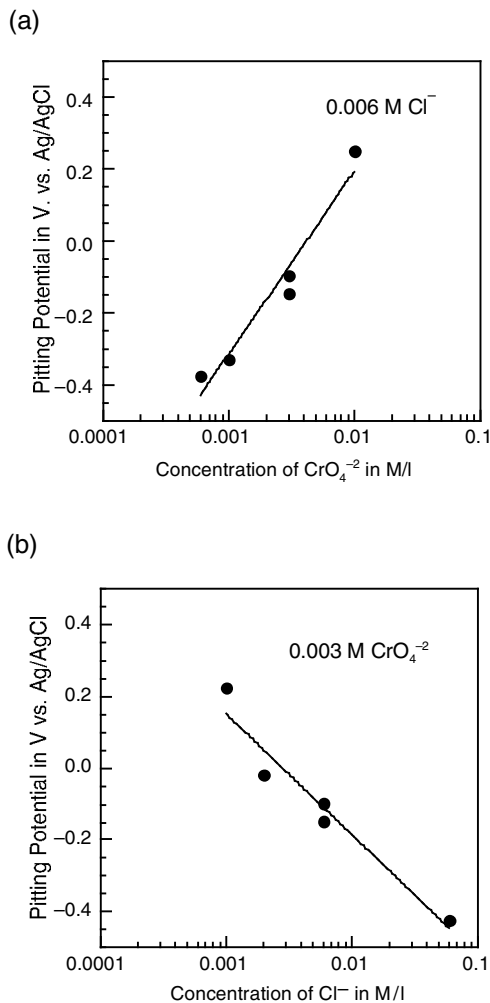 (a)
Pitting Potential in V. vs. Ag/AgCl
0.4
0.2
0.0
−0.2
−0.4
0.006 M Cl⁻
0.0001 0.001 0.01 0.1
Concentration of CrO₄⁻² in M/l
(b)
Pitting Potential in V vs. Ag/AgCl
0.4
0.2
0.0
−0.2
−0.4
0.003 M CrO₄⁻²
0.0001 0.001 0.01 0.1
Concentration of Cl⁻ in M/l